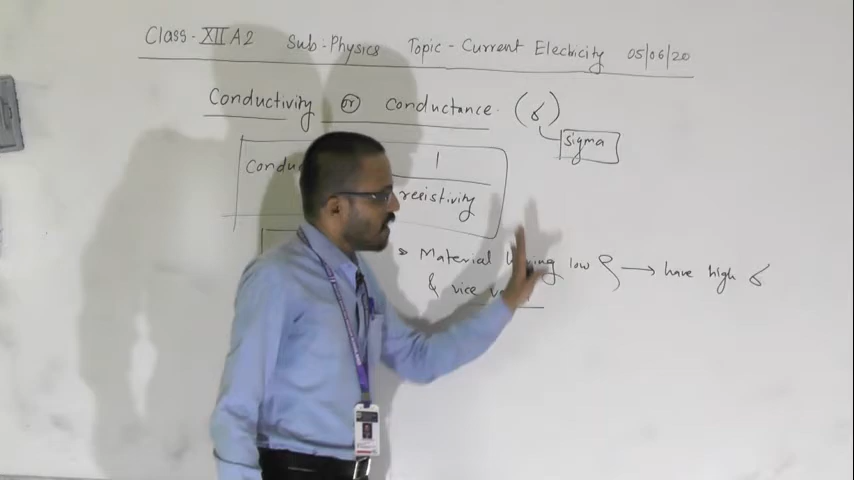 Class - XII A2 Sub : Physics Topic - Current Electricity 05/06/20
Conductivity or Conductance (σ)
Sigma
1
resistivity
Material low ρ → have high σ
& vice